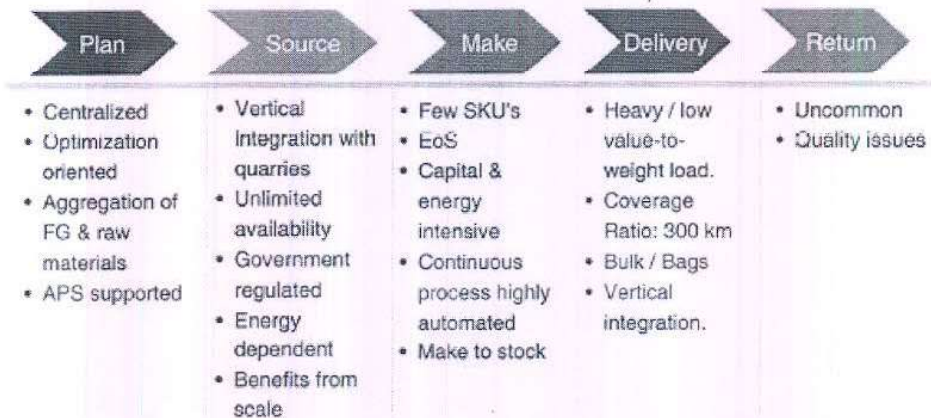 Plan
Source
Make
Delivery
Return
• Centralized
• Optimization
oriented
• Aggregation of
FG & raw
materials
• APS supported
• Vertical
Integration with
quarries
• Unlimited
availability
• Government
regulated
• Energy
dependent
• Benefits from
scale
• Few SKU's
• EoS
• Capital &
energy
intensive
• Continuous
process highly
automated
• Make to stock
• Heavy / low
value-to-
weight load.
• Coverage
Ratio: 300 km
• Bulk / Bags
• Vertical
integration.
• Uncommon
• Quality issues